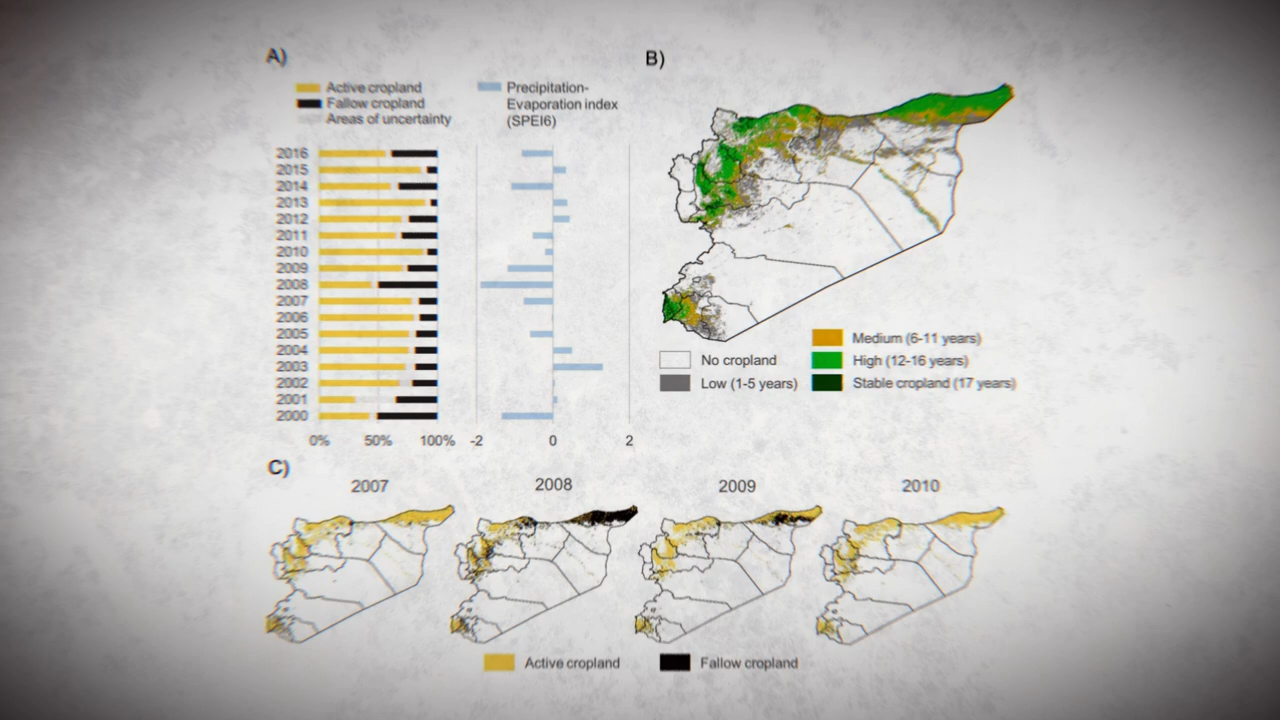 A)
Active cropland
Fallow cropland
Areas of uncertainty
Precipitation-
Evaporation index
(SPEI6)
2016
2015
2014
2013
2012
2011
2010
2009
2008
2007
2006
2005
2004
2003
2002
2001
2000
0% 50% 100% -2 0 2
B)
No cropland
Low (1-5 years)
Medium (6-11 years)
High (12-16 years)
Stable cropland (17 years)
C)
2007 2008 2009 2010
Active cropland Fallow cropland